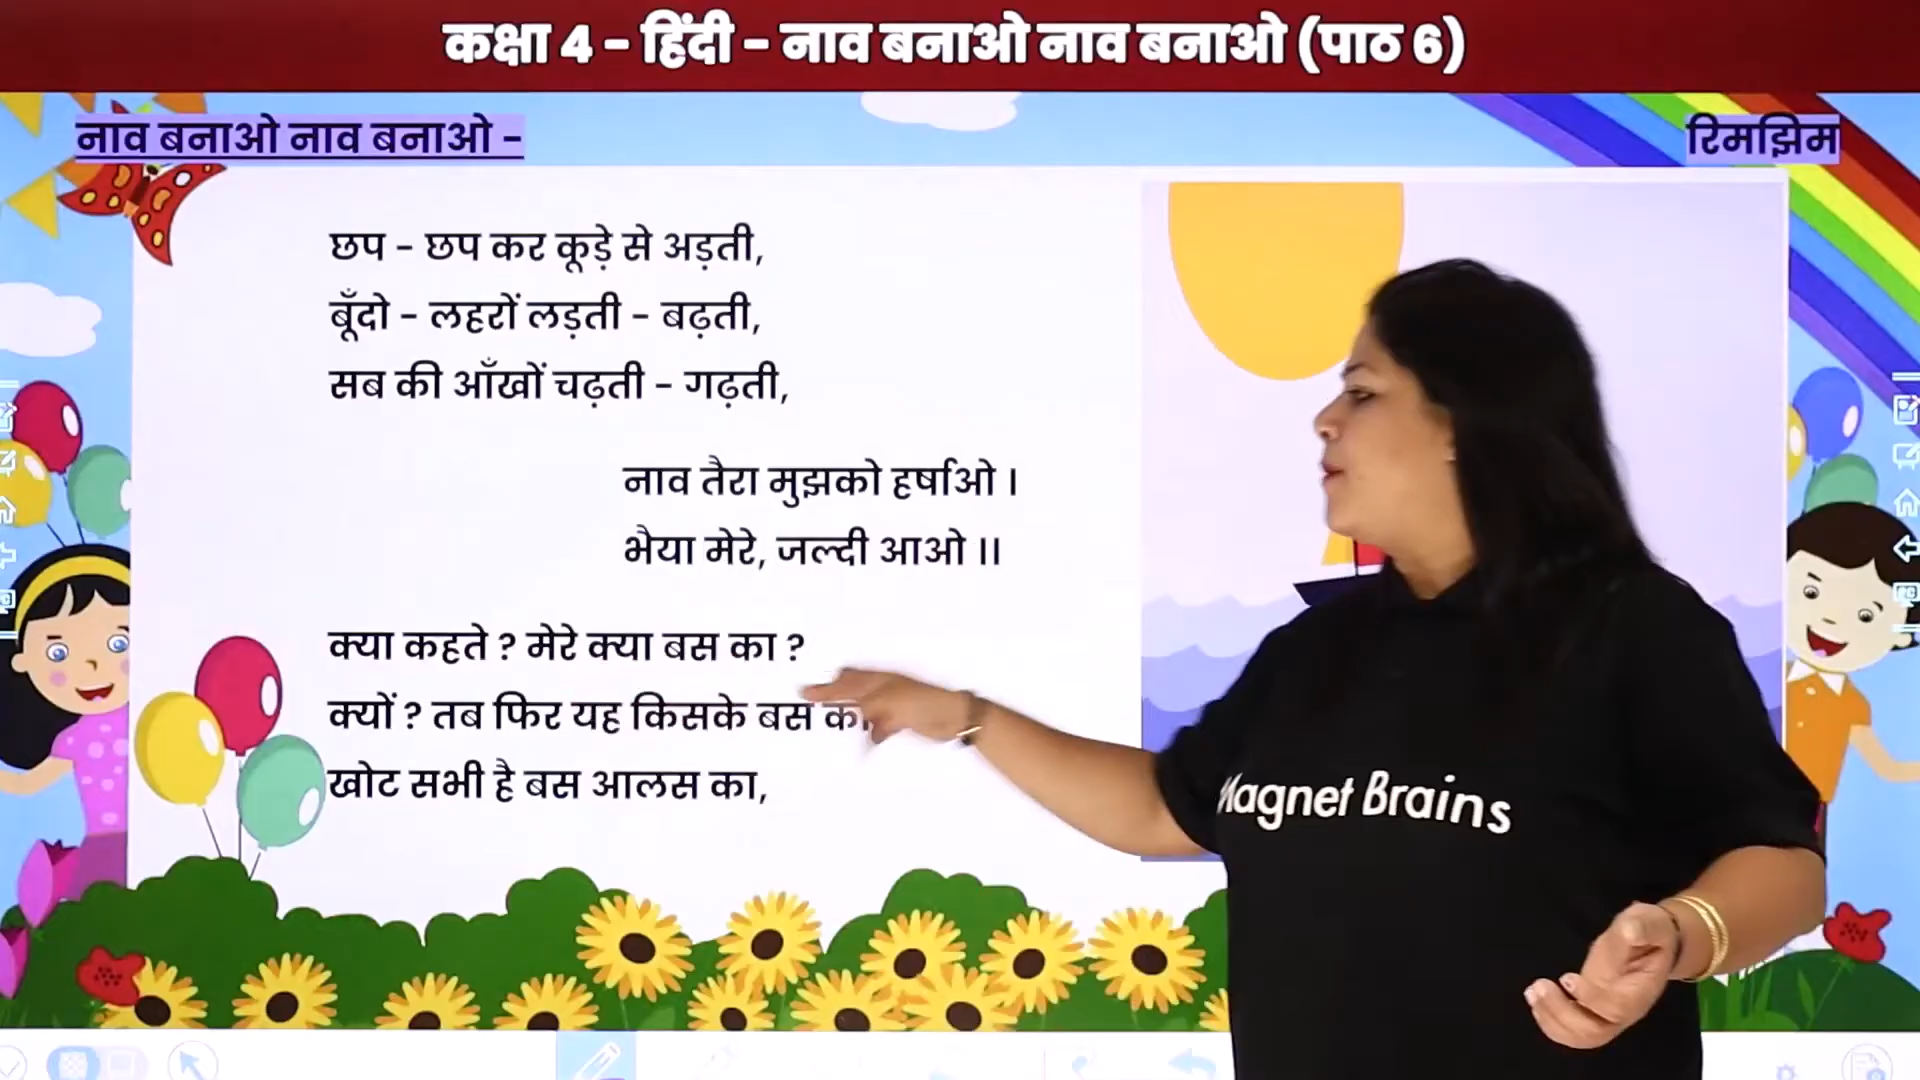 कक्षा 4 - हिंदी - नाव बनाओ नाव बनाओ (पाठ 6)
नाव बनाओ नाव बनाओ -
रिमझिम
छप - छप कर कूड़े से अड़ती,
बूँदो - लहरों लड़ती - बढ़ती,
सब की आँखों चढ़ती - गढ़ती,
नाव तैरा मुझको हर्षाओ ।
भैया मेरे, जल्दी आओ ।।
क्या कहते ? मेरे क्या बस का ?
क्यों ? तब फिर यह किसके बस का
खोट सभी है बस आलस का,
Magnet Brains